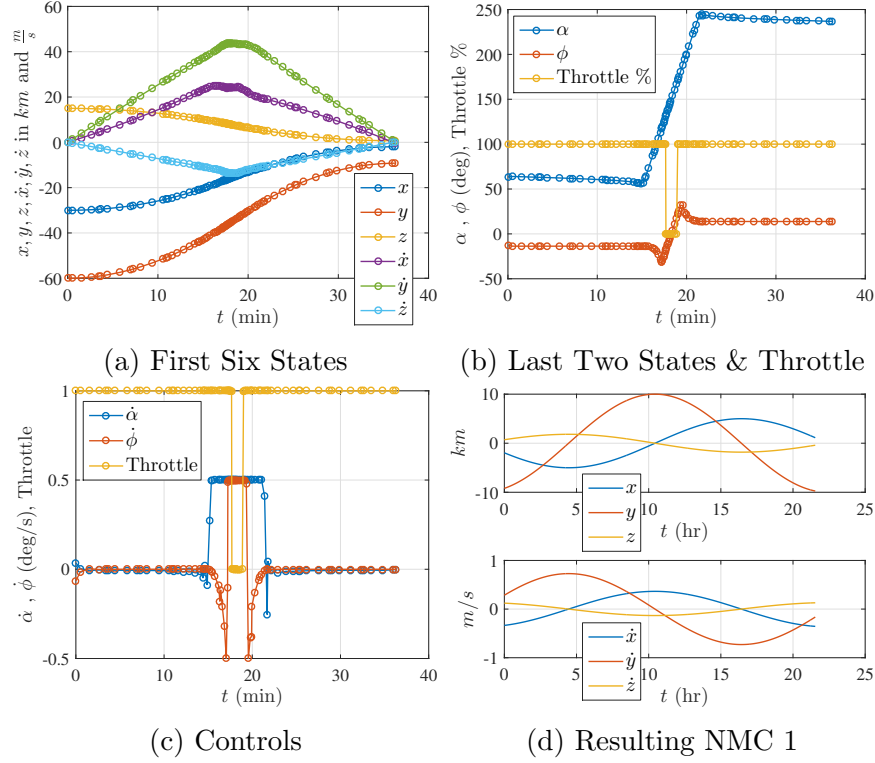 x, y, z, ẋ, ẏ, ż in km and m/s
60
40
20
0
-20
-40
-60
0 10 20 30 40
t (min)
x
y
z
ẋ
ẏ
ż
(a) First Six States
α , ϕ (deg), Throttle %
250
200
150
100
50
0
-50
0 10 20 30 40
t (min)
α
ϕ
Throttle %
(b) Last Two States & Throttle
α̇ , ϕ̇ (deg/s), Throttle
1
0.5
0
-0.5
0 10 20 30 40
t (min)
α̇
ϕ̇
Throttle
(c) Controls
km
10
0
-10
0 5 10 15 20 25
t (hr)
x
y
z
m/s
1
0
-1
0 5 10 15 20 25
t (hr)
ẋ
ẏ
ż
(d) Resulting NMC 1